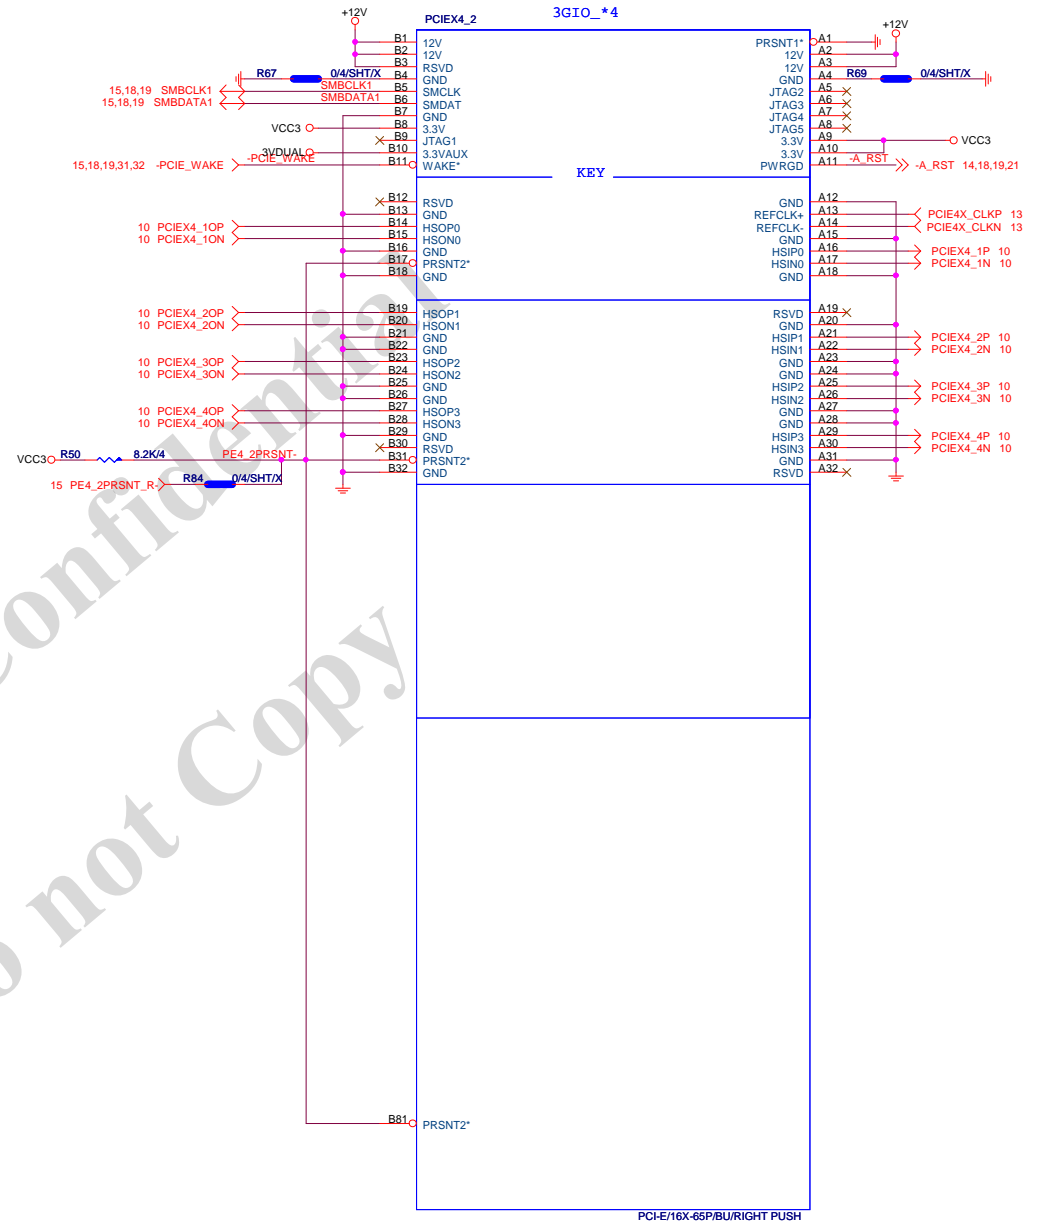 3GIO_*4
+12V
PCIEX4_2
+12V
B1 12V PRSNT1* A1
B2 12V 12V A2
B3 RSVD 12V A3
R67 0/4/SHT/X B4 GND GND A4 R69 0/4/SHT/X
15,18,19 SMBCLK1 SMBCLK1 B5 SMCLK JTAG2 A5
15,18,19 SMBDATA1 SMBDATA1 B6 SMDAT JTAG3 A6
B7 GND JTAG4 A7
VCC3 B8 3.3V JTAG5 A8
B9 JTAG1 3.3V A9 VCC3
3VDUAL B10 3.3VAUX 3.3V A10
15,18,19,31,32 -PCIE_WAKE -PCIE_WAKE B11 WAKE* PWRGD A11 -A_RST -A_RST 14,18,19,21
KEY
B12 RSVD GND A12
B13 GND REFCLK+ A13 PCIE4X_CLKP 13
10 PCIEX4_1OP B14 HSOP0 REFCLK- A14 PCIE4X_CLKN 13
10 PCIEX4_1ON B15 HSON0 GND A15
B16 GND HSIP0 A16 PCIEX4_1P 10
B17 PRSNT2* HSIN0 A17 PCIEX4_1N 10
B18 GND GND A18
10 PCIEX4_2OP B19 HSOP1 RSVD A19
10 PCIEX4_2ON B20 HSON1 GND A20
B21 GND HSIP1 A21 PCIEX4_2P 10
B22 GND HSIN1 A22 PCIEX4_2N 10
10 PCIEX4_3OP B23 HSOP2 GND A23
10 PCIEX4_3ON B24 HSON2 GND A24
B25 GND HSIP2 A25 PCIEX4_3P 10
B26 GND HSIN2 A26 PCIEX4_3N 10
10 PCIEX4_4OP B27 HSOP3 GND A27
10 PCIEX4_4ON B28 HSON3 GND A28
B29 GND HSIP3 A29 PCIEX4_4P 10
B30 RSVD HSIN3 A30 PCIEX4_4N 10
VCC3 R50 8.2K/4 PE4_2PRSNT- B31 PRSNT2* GND A31
B32 GND RSVD A32
15 PE4_2PRSNT_R- R84 0/4/SHT/X
Confidential
o not Copy
B81 PRSNT2*
PCI-E/16X-65P/BU/RIGHT PUSH